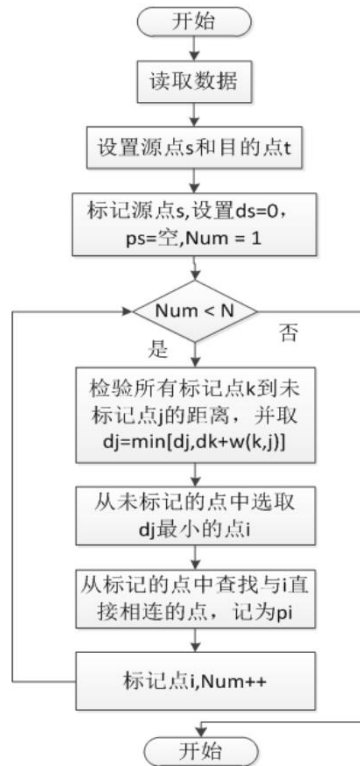 开始
读取数据
设置源点s和目的点t
标记源点s,设置ds=0，
ps=空,Num = 1
Num < N
是
否
检验所有标记点k到未
标记点j的距离，并取
dj=min[dj,dk+w(k,j)]
从未标记的点中选取
dj最小的点i
从标记的点中查找与i直
接相连的点，记为pi
标记点i,Num++
开始